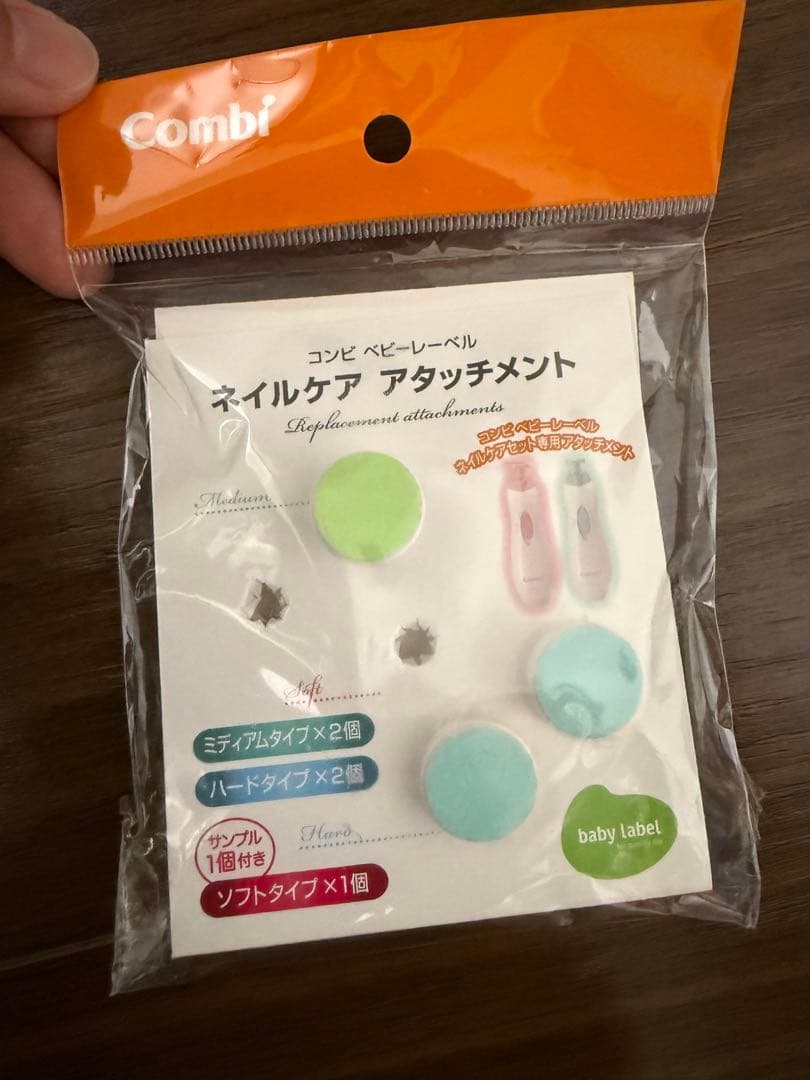 Combi
コンビ ベビーレーベル
ネイルケア アタッチメント
Replacement attachments
コンビ ベビーレーベル
ネイルケアセット専用アタッチメント
Medium
Soft
ミディアムタイプ×2個
ハードタイプ×2個
サンプル
1個付き
Hard
ソフトタイプ×1個
baby label